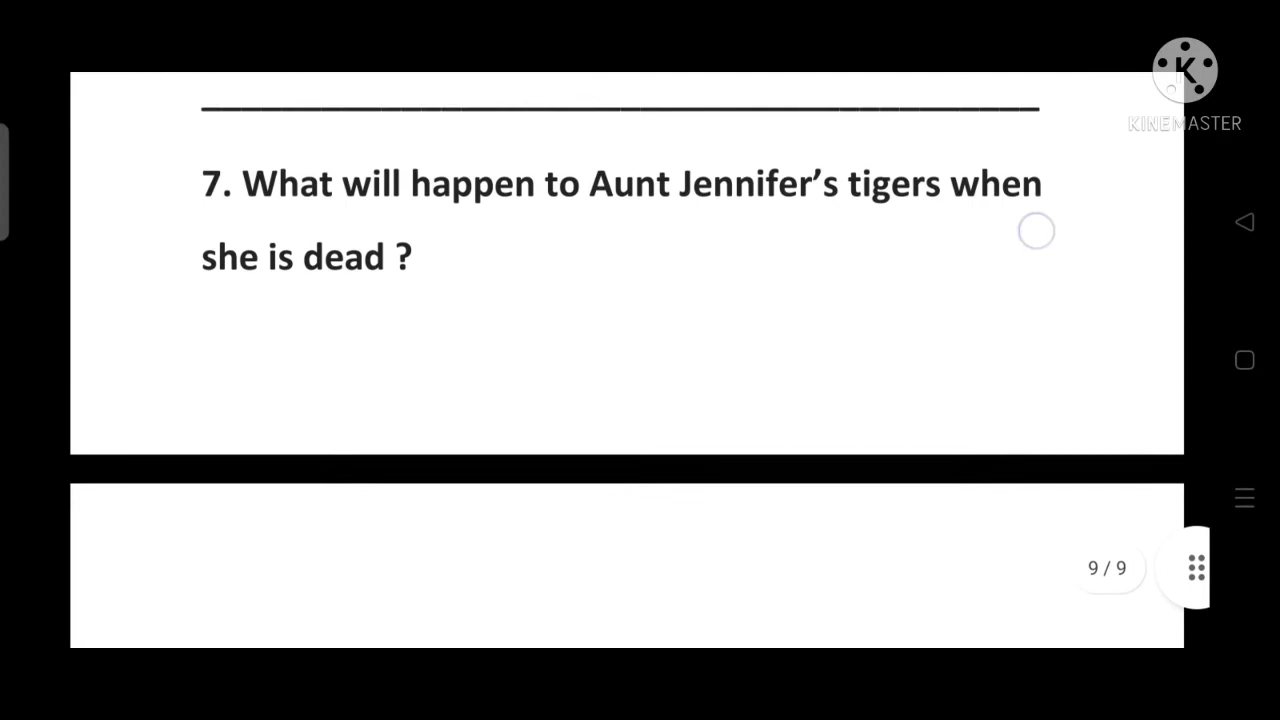 KINEMASTER
7. What will happen to Aunt Jennifer’s tigers when
she is dead ?
9 / 9